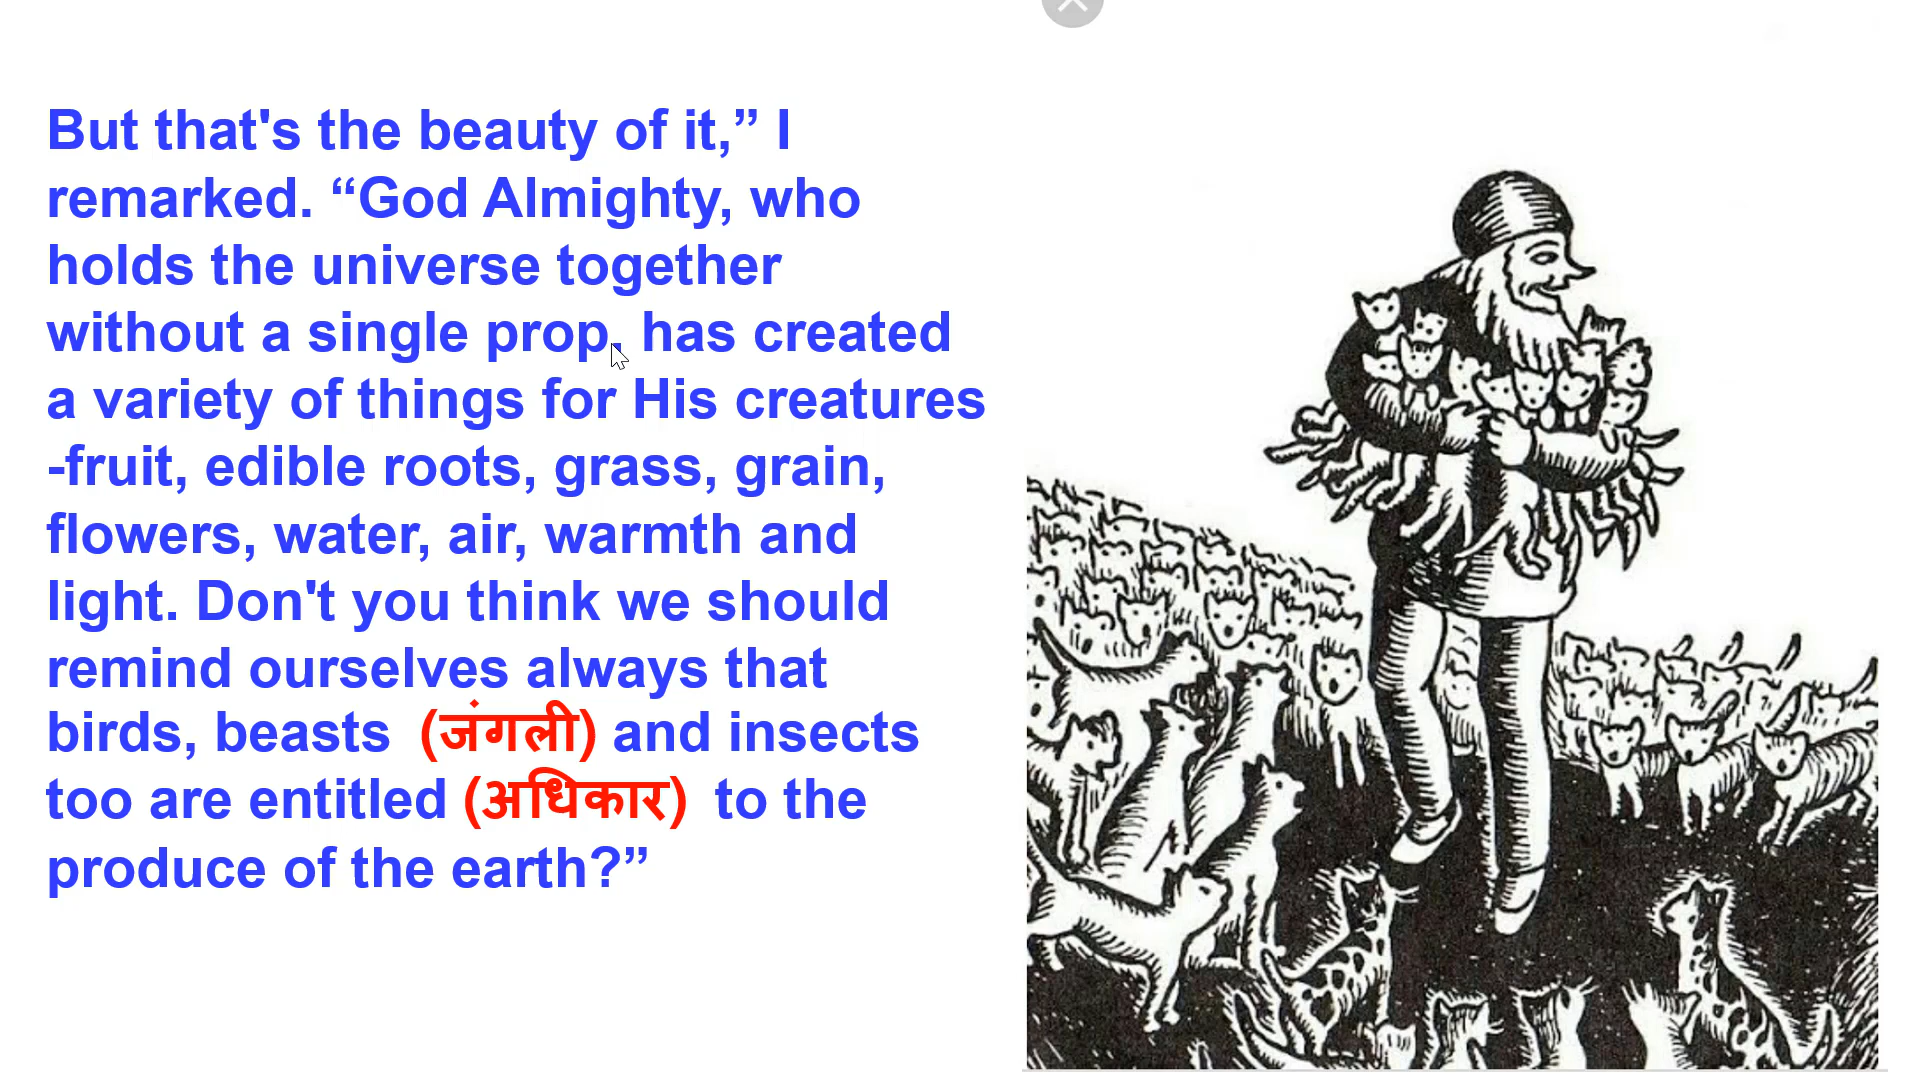 But that's the beauty of it,” I
remarked. “God Almighty, who
holds the universe together
without a single prop, has created
a variety of things for His creatures
-fruit, edible roots, grass, grain,
flowers, water, air, warmth and
light. Don't you think we should
remind ourselves always that
birds, beasts (जंगली) and insects
too are entitled (अधिकार) to the
produce of the earth?”